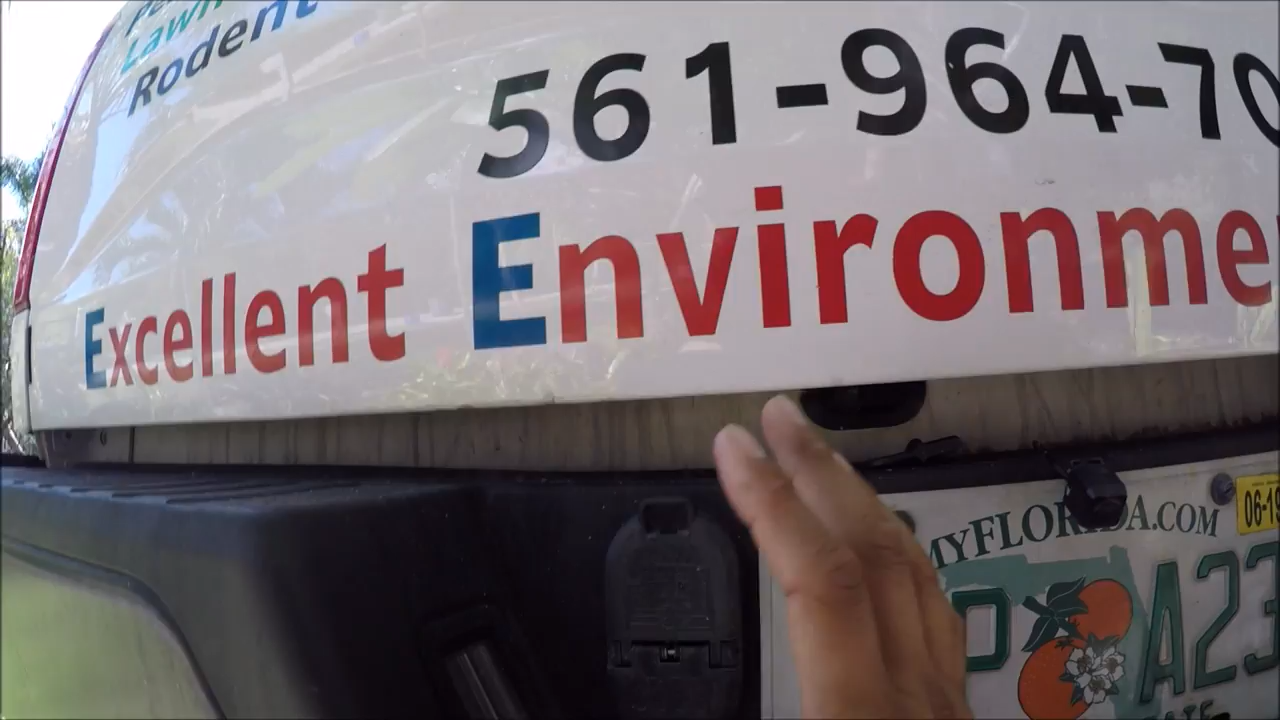 Lawn
Rodent
561-964-70
Excellent Environme
MYFLORIDA.COM
06-19
A23